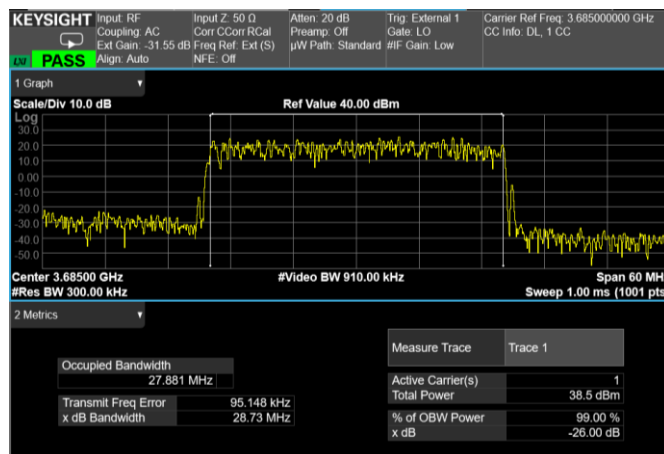 KEYSIGHT Input: RF Input Z: 50 Ω Atten: 20 dB Trig: External 1 Carrier Ref Freq: 3.685000000 GHz
Coupling: AC Corr CCorr RCal Preamp: Off Gate: LO CC Info: DL, 1 CC
Ext Gain: -31.55 dB Freq Ref: Ext (S) µW Path: Standard #IF Gain: Low
LXI PASS Align: Auto NFE: Off
1 Graph
Scale/Div 10.0 dB Ref Value 40.00 dBm
Log
30.0
20.0
10.0
0.00
-10.0
-20.0
-30.0
-40.0
-50.0
Center 3.68500 GHz #Video BW 910.00 kHz Span 60 MH
#Res BW 300.00 kHz Sweep 1.00 ms (1001 pts
2 Metrics
Measure Trace Trace 1
Occupied Bandwidth
27.881 MHz
Active Carrier(s) 1
Transmit Freq Error 95.148 kHz
Total Power 38.5 dBm
x dB Bandwidth 28.73 MHz
% of OBW Power 99.00 %
x dB -26.00 dB